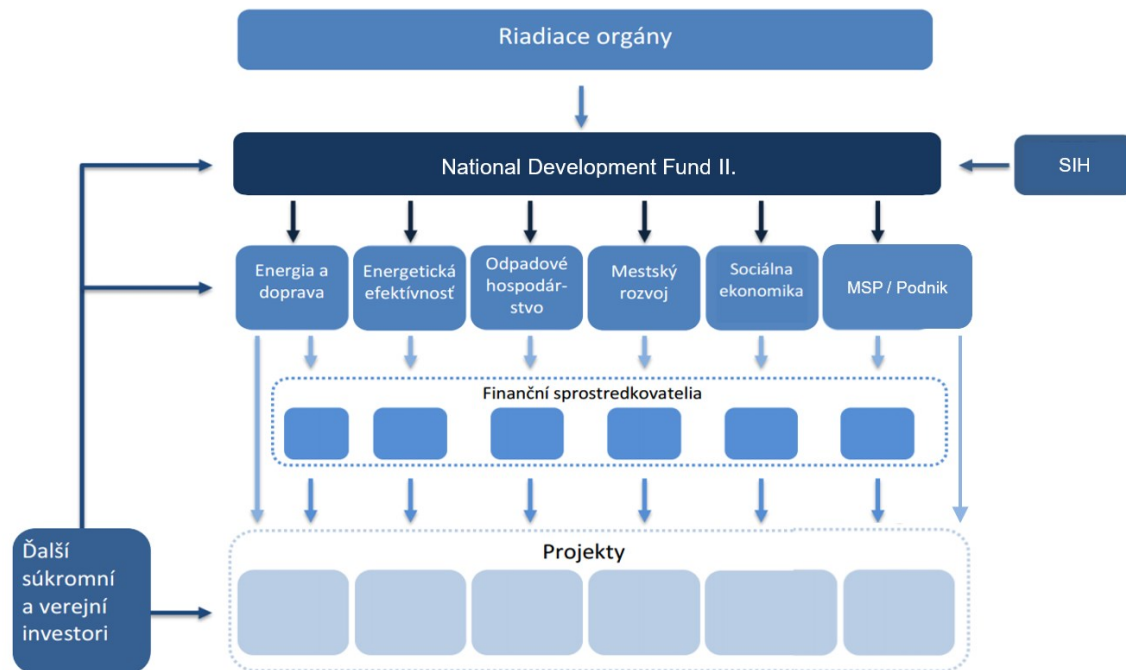 Riadiace orgány
National Development Fund II.
SIH
Energia a
doprava
Energetická
efektívnosť
Odpadové
hospodár-
stvo
Mestský
rozvoj
Sociálna
ekonomika
MSP / Podnik
Finanční sprostredkovatelia
Projekty
Ďalší
súkromní
a verejní
investori